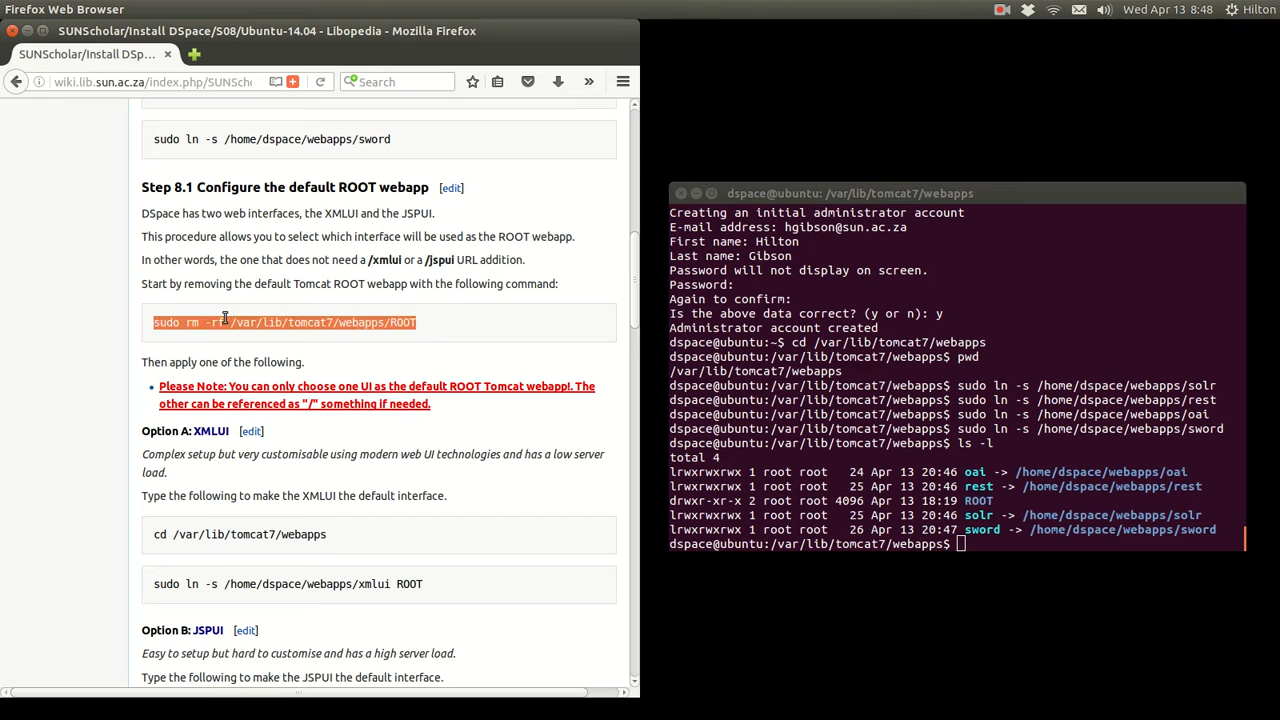 Firefox Web Browser
Wed Apr 13 8:48
Hilton
SUNScholar/Install DSpace/S08/Ubuntu-14.04 - Libopedia - Mozilla Firefox
SUNScholar/Install DSp...
wiki.lib.sun.ac.za/index.php/SUNScho
Search
sudo ln -s /home/dspace/webapps/sword
Step 8.1 Configure the default ROOT webapp [edit]
DSpace has two web interfaces, the XMLUI and the JSPUI.
This procedure allows you to select which interface will be used as the ROOT webapp.
In other words, the one that does not need a /xmlui or a /jspui URL addition.
Start by removing the default Tomcat ROOT webapp with the following command:
sudo rm -rf /var/lib/tomcat7/webapps/ROOT
Then apply one of the following.
Please Note: You can only choose one UI as the default ROOT Tomcat webapp!. The
other can be referenced as "/" something if needed.
Option A: XMLUI [edit]
Complex setup but very customisable using modern web UI technologies and has a low server
load.
Type the following to make the XMLUI the default interface.
cd /var/lib/tomcat7/webapps
sudo ln -s /home/dspace/webapps/xmlui ROOT
Option B: JSPUI [edit]
Easy to setup but hard to customise and has a high server load.
Type the following to make the JSPUI the default interface.
dspace@ubuntu: /var/lib/tomcat7/webapps
Creating an initial administrator account
E-mail address: hgibson@sun.ac.za
First name: Hilton
Last name: Gibson
Password will not display on screen.
Password:
Again to confirm:
Is the above data correct? (y or n): y
Administrator account created
dspace@ubuntu:~$ cd /var/lib/tomcat7/webapps
dspace@ubuntu:/var/lib/tomcat7/webapps$ pwd
/var/lib/tomcat7/webapps
dspace@ubuntu:/var/lib/tomcat7/webapps$ sudo ln -s /home/dspace/webapps/solr
dspace@ubuntu:/var/lib/tomcat7/webapps$ sudo ln -s /home/dspace/webapps/rest
dspace@ubuntu:/var/lib/tomcat7/webapps$ sudo ln -s /home/dspace/webapps/oai
dspace@ubuntu:/var/lib/tomcat7/webapps$ sudo ln -s /home/dspace/webapps/sword
dspace@ubuntu:/var/lib/tomcat7/webapps$ ls -l
total 4
lrwxrwxrwx 1 root root   24 Apr 13 20:46 oai -> /home/dspace/webapps/oai
lrwxrwxrwx 1 root root   25 Apr 13 20:46 rest -> /home/dspace/webapps/rest
drwxr-xr-x 2 root root 4096 Apr 13 18:19 ROOT
lrwxrwxrwx 1 root root   25 Apr 13 20:46 solr -> /home/dspace/webapps/solr
lrwxrwxrwx 1 root root   26 Apr 13 20:47 sword -> /home/dspace/webapps/sword
dspace@ubuntu:/var/lib/tomcat7/webapps$